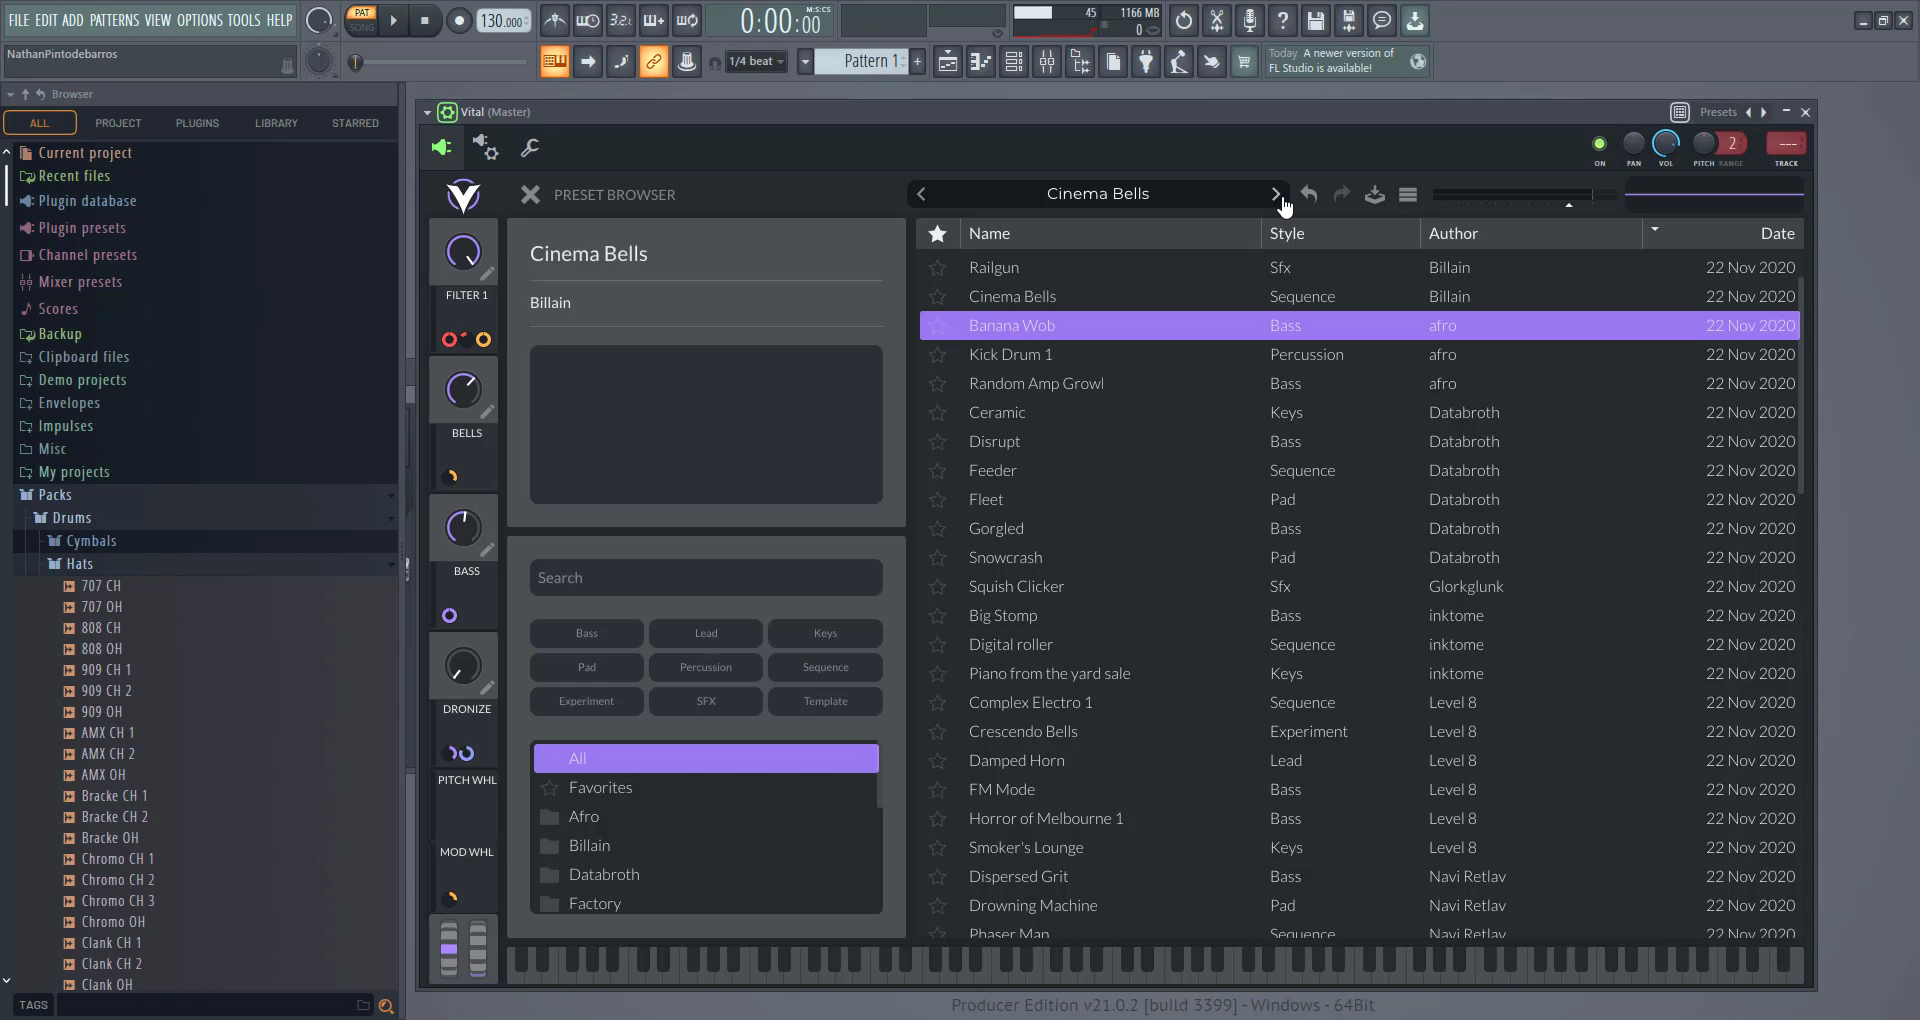 FILE EDIT ADD PATTERNS VIEW OPTIONS TOOLS HELP
PAT
SONG
130.000
3.2
M:S:CS
0:00:00
45
1166 MB
0
NathanPintodebarros
1/4 beat
Pattern 1
+
Today A newer version of
FL Studio is available!
Browser
ALL
PROJECT
PLUGINS
LIBRARY
STARRED
Current project
Recent files
Plugin database
Plugin presets
Channel presets
Mixer presets
Scores
Backup
Clipboard files
Demo projects
Envelopes
Impulses
Misc
My projects
Packs
Drums
Cymbals
Hats
707 CH
707 OH
808 CH
808 OH
909 CH 1
909 CH 2
909 OH
AMX CH 1
AMX CH 2
AMX OH
Bracke CH 1
Bracke CH 2
Bracke OH
Chromo CH 1
Chromo CH 2
Chromo CH 3
Chromo OH
Clank CH 1
Clank CH 2
Clank OH
TAGS
Vital (Master)
Presets
ON
PAN
VOL
PITCH
RANGE
2
---
TRACK
PRESET BROWSER
Cinema Bells
FILTER 1
BELLS
BASS
DRONIZE
PITCH WHL
MOD WHL
Cinema Bells
Billain
Search
Bass Lead Keys
Pad Percussion Sequence
Experiment SFX Template
All
Favorites
Afro
Billain
Databroth
Factory
Name Style Author Date
Railgun Sfx Billain 22 Nov 2020
Cinema Bells Sequence Billain 22 Nov 2020
Banana Wob Bass afro 22 Nov 2020
Kick Drum 1 Percussion afro 22 Nov 2020
Random Amp Growl Bass afro 22 Nov 2020
Ceramic Keys Databroth 22 Nov 2020
Disrupt Bass Databroth 22 Nov 2020
Feeder Sequence Databroth 22 Nov 2020
Fleet Pad Databroth 22 Nov 2020
Gorgled Bass Databroth 22 Nov 2020
Snowcrash Pad Databroth 22 Nov 2020
Squish Clicker Sfx Glorkglunk 22 Nov 2020
Big Stomp Bass inktome 22 Nov 2020
Digital roller Sequence inktome 22 Nov 2020
Piano from the yard sale Keys inktome 22 Nov 2020
Complex Electro 1 Sequence Level 8 22 Nov 2020
Crescendo Bells Experiment Level 8 22 Nov 2020
Damped Horn Lead Level 8 22 Nov 2020
FM Mode Bass Level 8 22 Nov 2020
Horror of Melbourne 1 Bass Level 8 22 Nov 2020
Smoker's Lounge Keys Level 8 22 Nov 2020
Dispersed Grit Bass Navi Retlav 22 Nov 2020
Drowning Machine Pad Navi Retlav 22 Nov 2020
Phaser Man Sequence Navi Retlav 22 Nov 2020
Producer Edition v21.0.2 [build 3399] - Windows - 64Bit